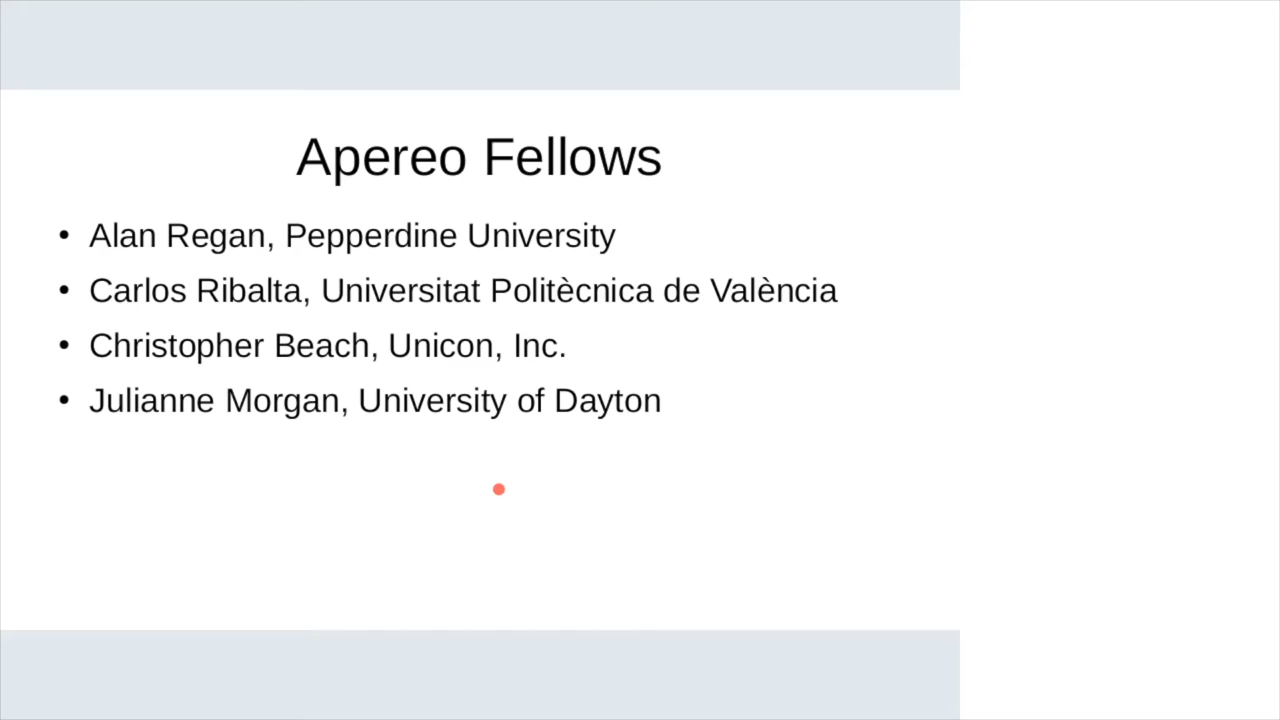 Apereo Fellows
• Alan Regan, Pepperdine University
• Carlos Ribalta, Universitat Politècnica de València
• Christopher Beach, Unicon, Inc.
• Julianne Morgan, University of Dayton